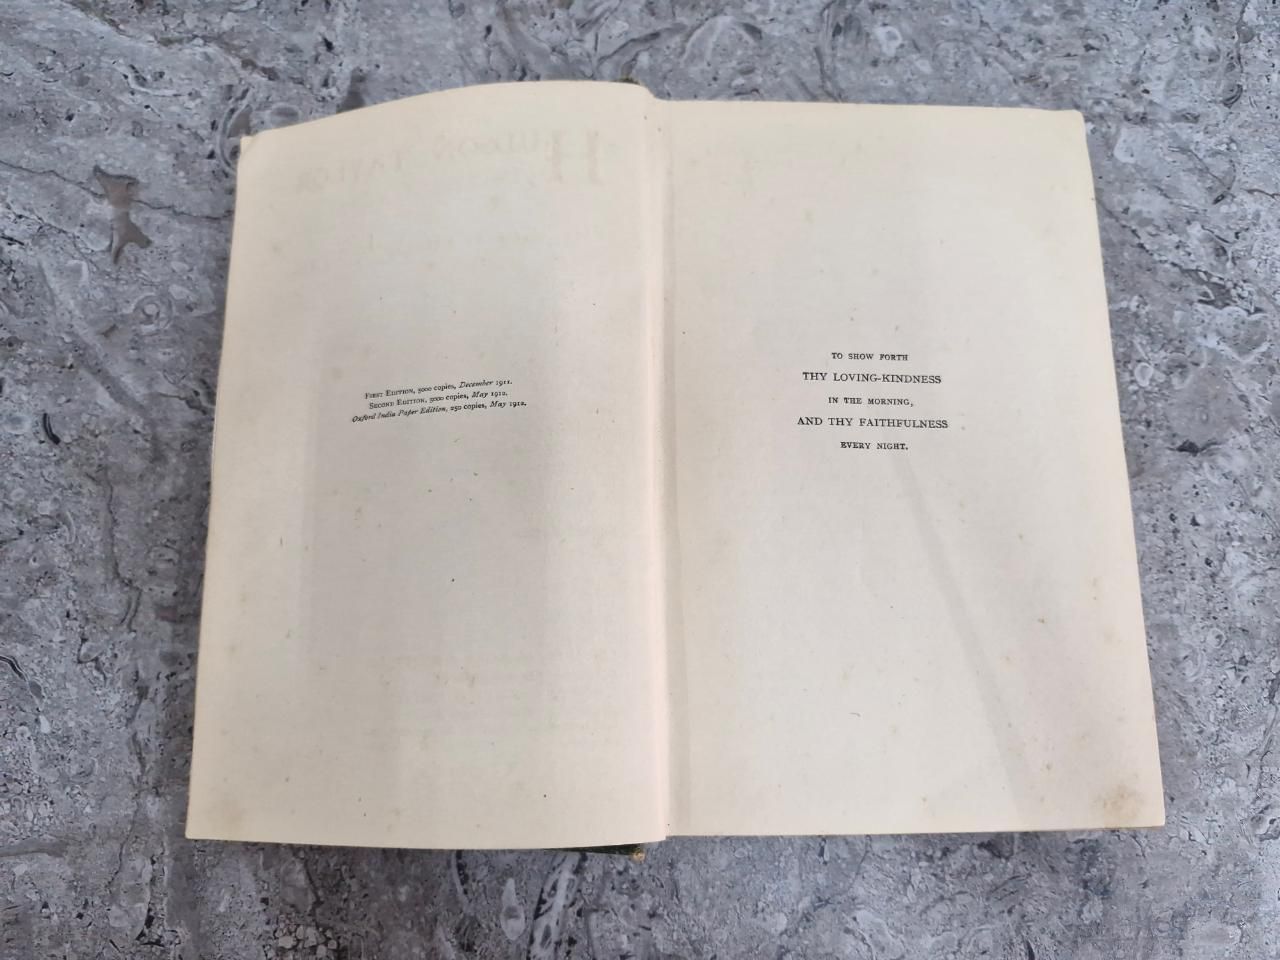 FIRST EDITION, 5000 copies, December 1911.
SECOND EDITION, 5000 copies, May 1912.
Oxford India Paper Edition, 250 copies, May 1912.
TO SHOW FORTH
THY LOVING-KINDNESS
IN THE MORNING,
AND THY FAITHFULNESS
EVERY NIGHT.